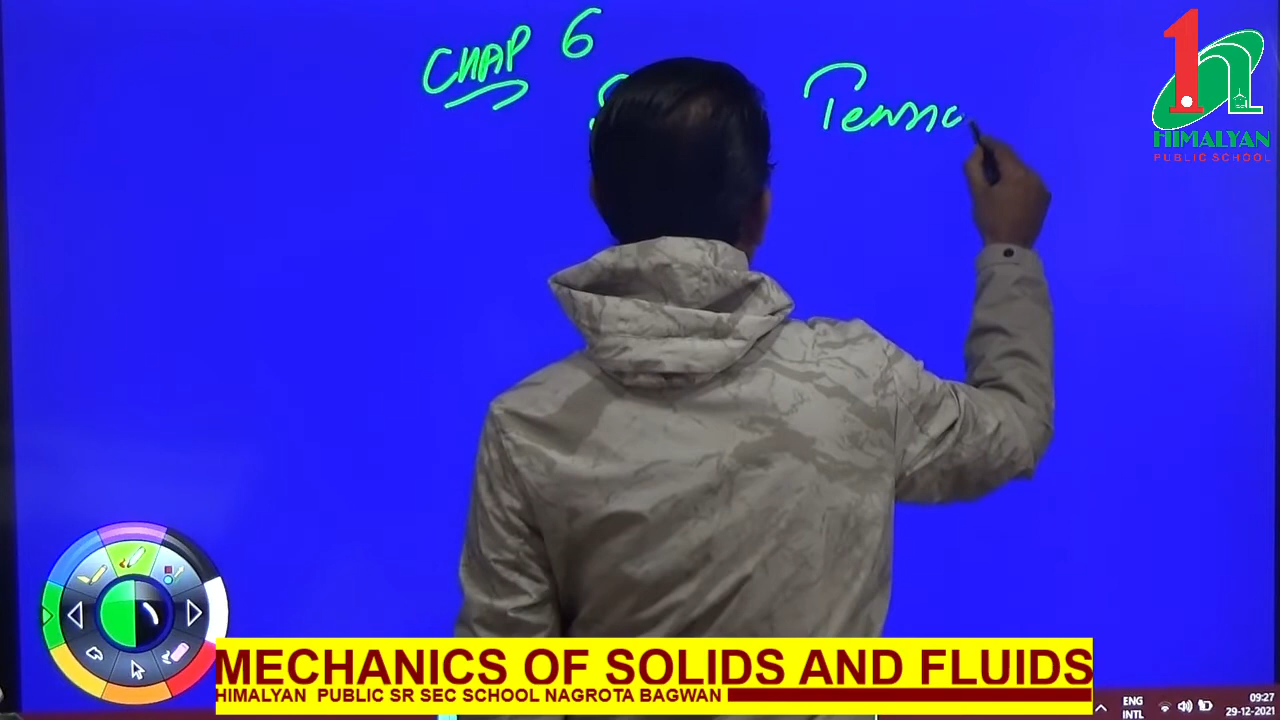 CHAP 6
HIMALYAN
PUBLIC SCHOOL
MECHANICS OF SOLIDS AND FLUIDS
HIMALYAN PUBLIC SR SEC SCHOOL NAGROTA BAGWAN
ENG
INTL
09:27
29-12-2021